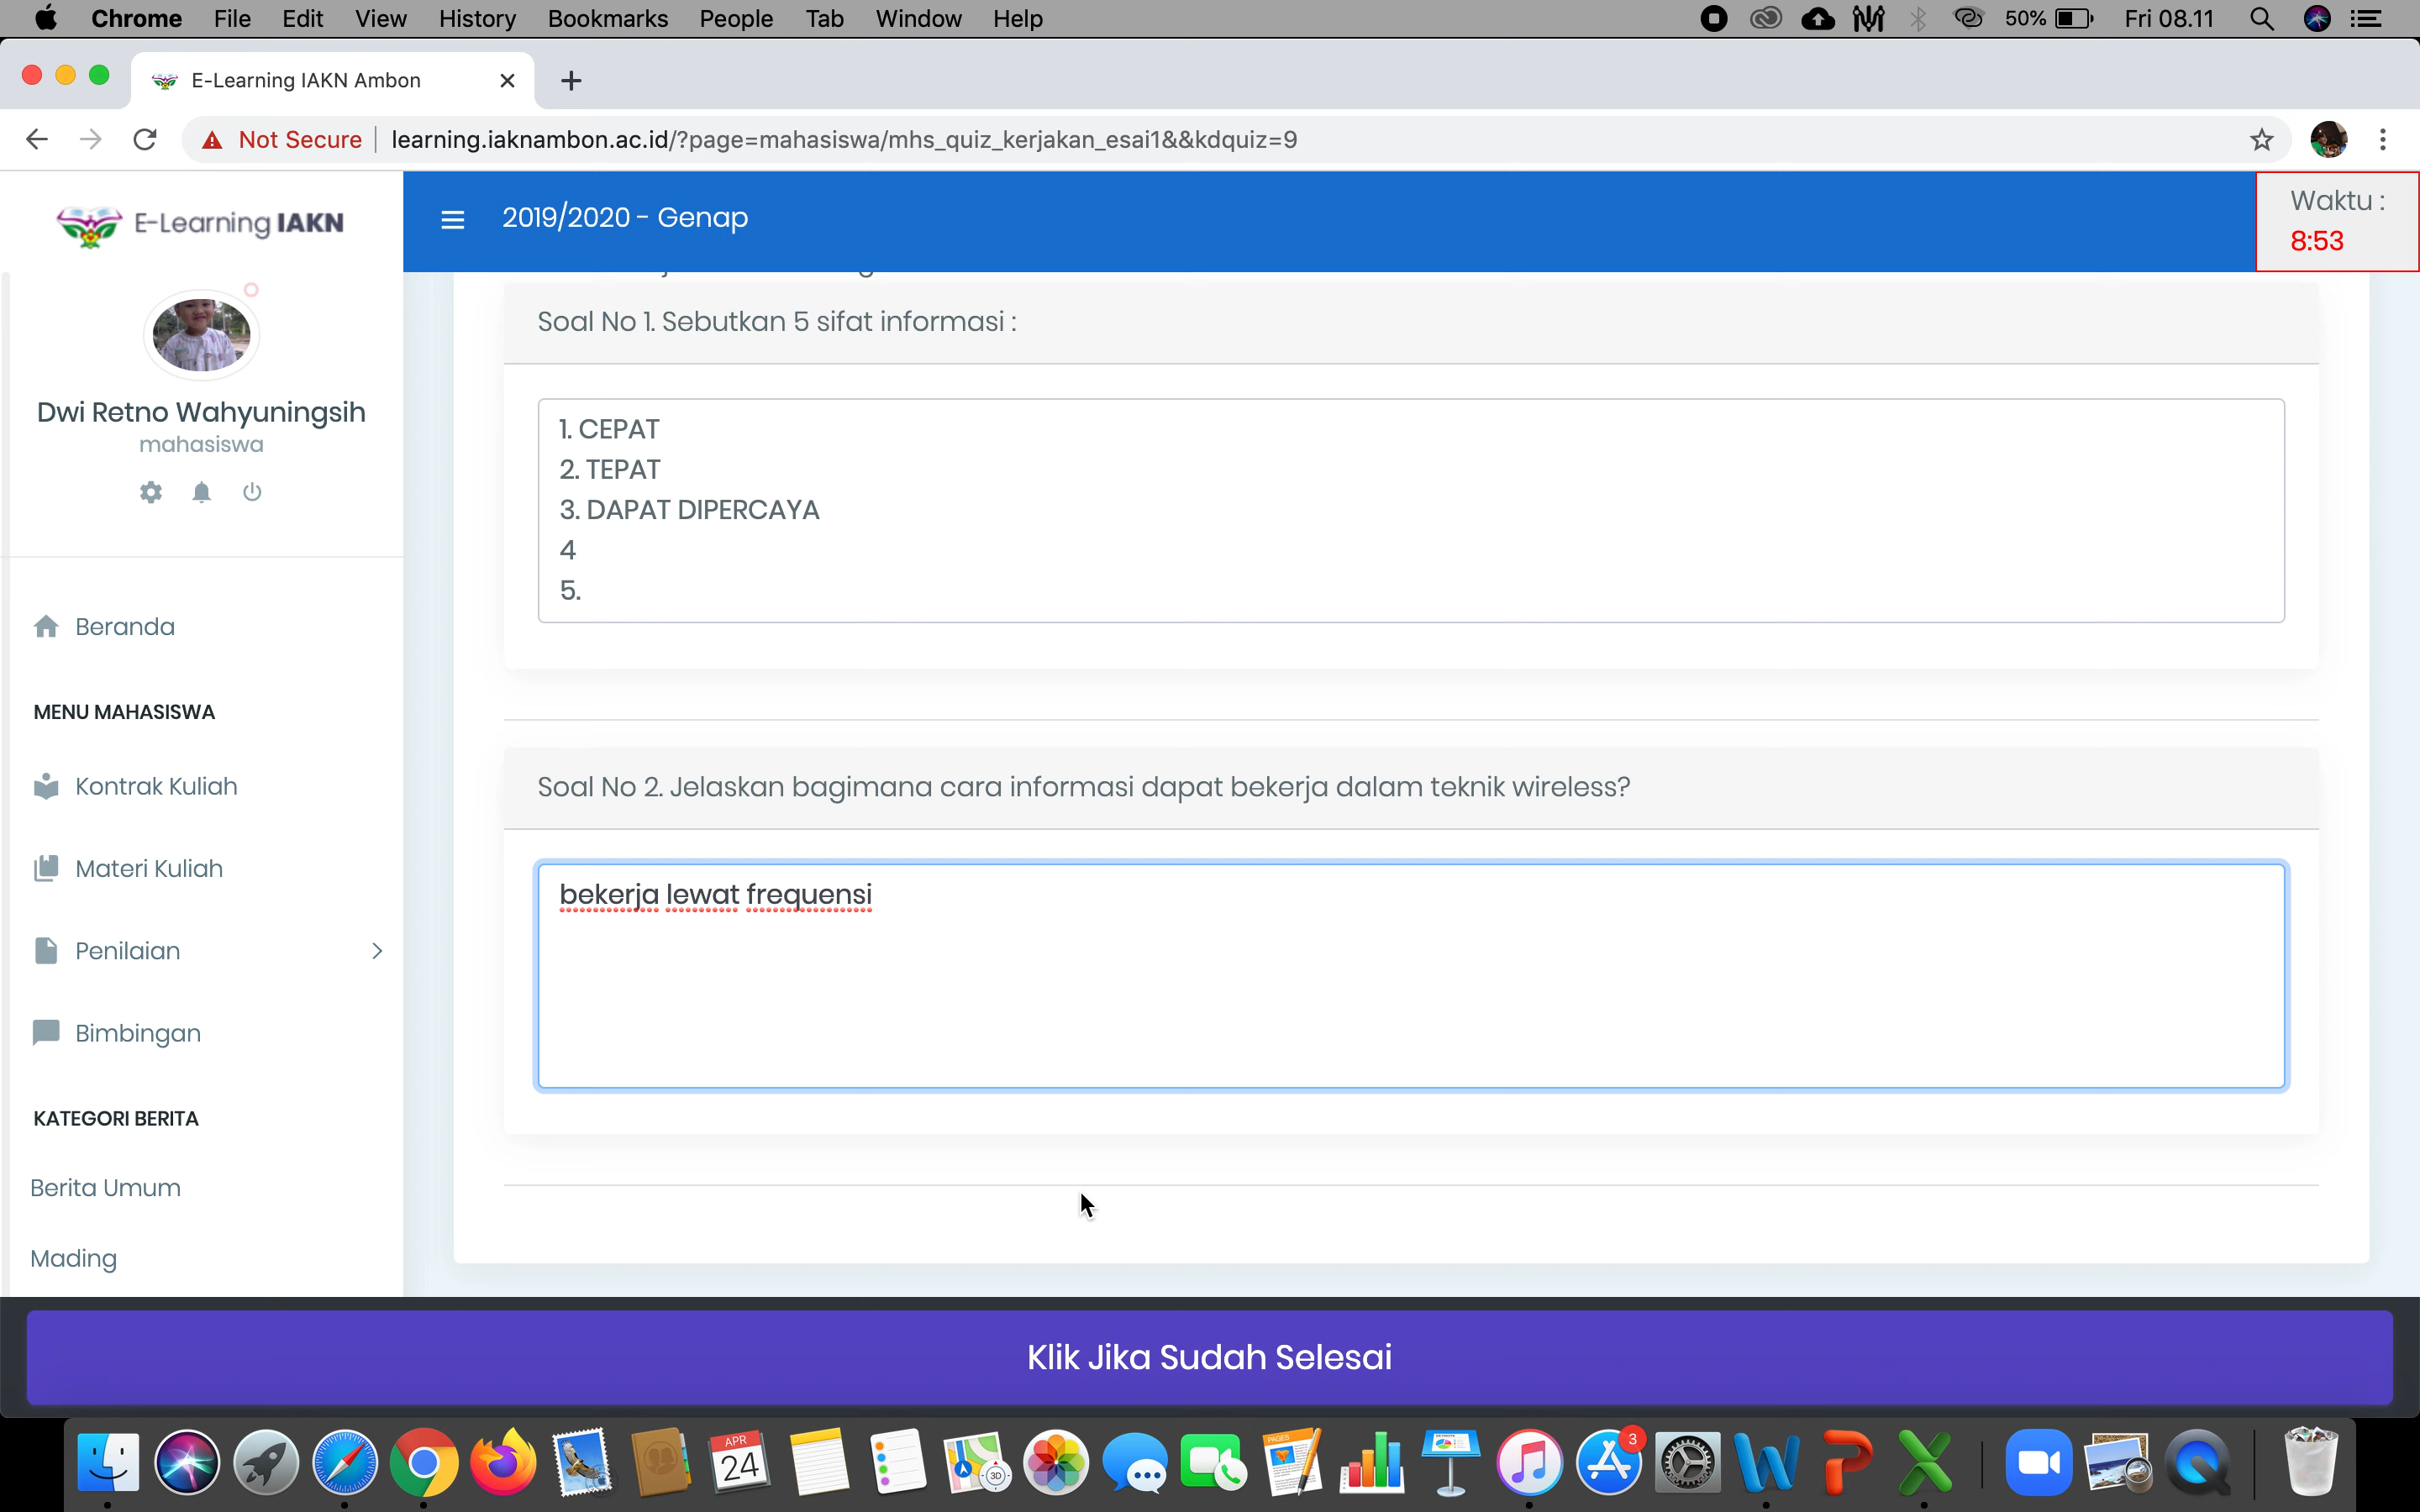 Chrome File Edit View History Bookmarks People Tab Window Help
50% Fri 08.11
E-Learning IAKN Ambon
Not Secure learning.iaknambon.ac.id/?page=mahasiswa/mhs_quiz_kerjakan_esai1&&kdquiz=9
E-Learning IAKN
2019/2020 - Genap
Waktu :
8:53
Dwi Retno Wahyuningsih
mahasiswa
Beranda
MENU MAHASISWA
Kontrak Kuliah
Materi Kuliah
Penilaian
Bimbingan
KATEGORI BERITA
Berita Umum
Mading
Soal No 1. Sebutkan 5 sifat informasi :
1. CEPAT
2. TEPAT
3. DAPAT DIPERCAYA
4
5.
Soal No 2. Jelaskan bagimana cara informasi dapat bekerja dalam teknik wireless?
bekerja lewat frequensi
Klik Jika Sudah Selesai
APR
24
PAGES
3D
3